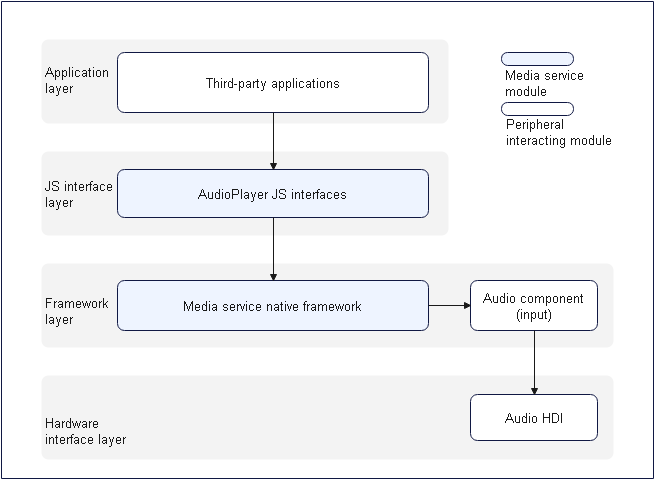 Application
layer
Third-party applications
Media service
module
Peripheral
interacting module
JS interface
layer
AudioPlayer JS interfaces
Framework
layer
Media service native framework
Audio component
(input)
Hardware
interface layer
Audio HDI